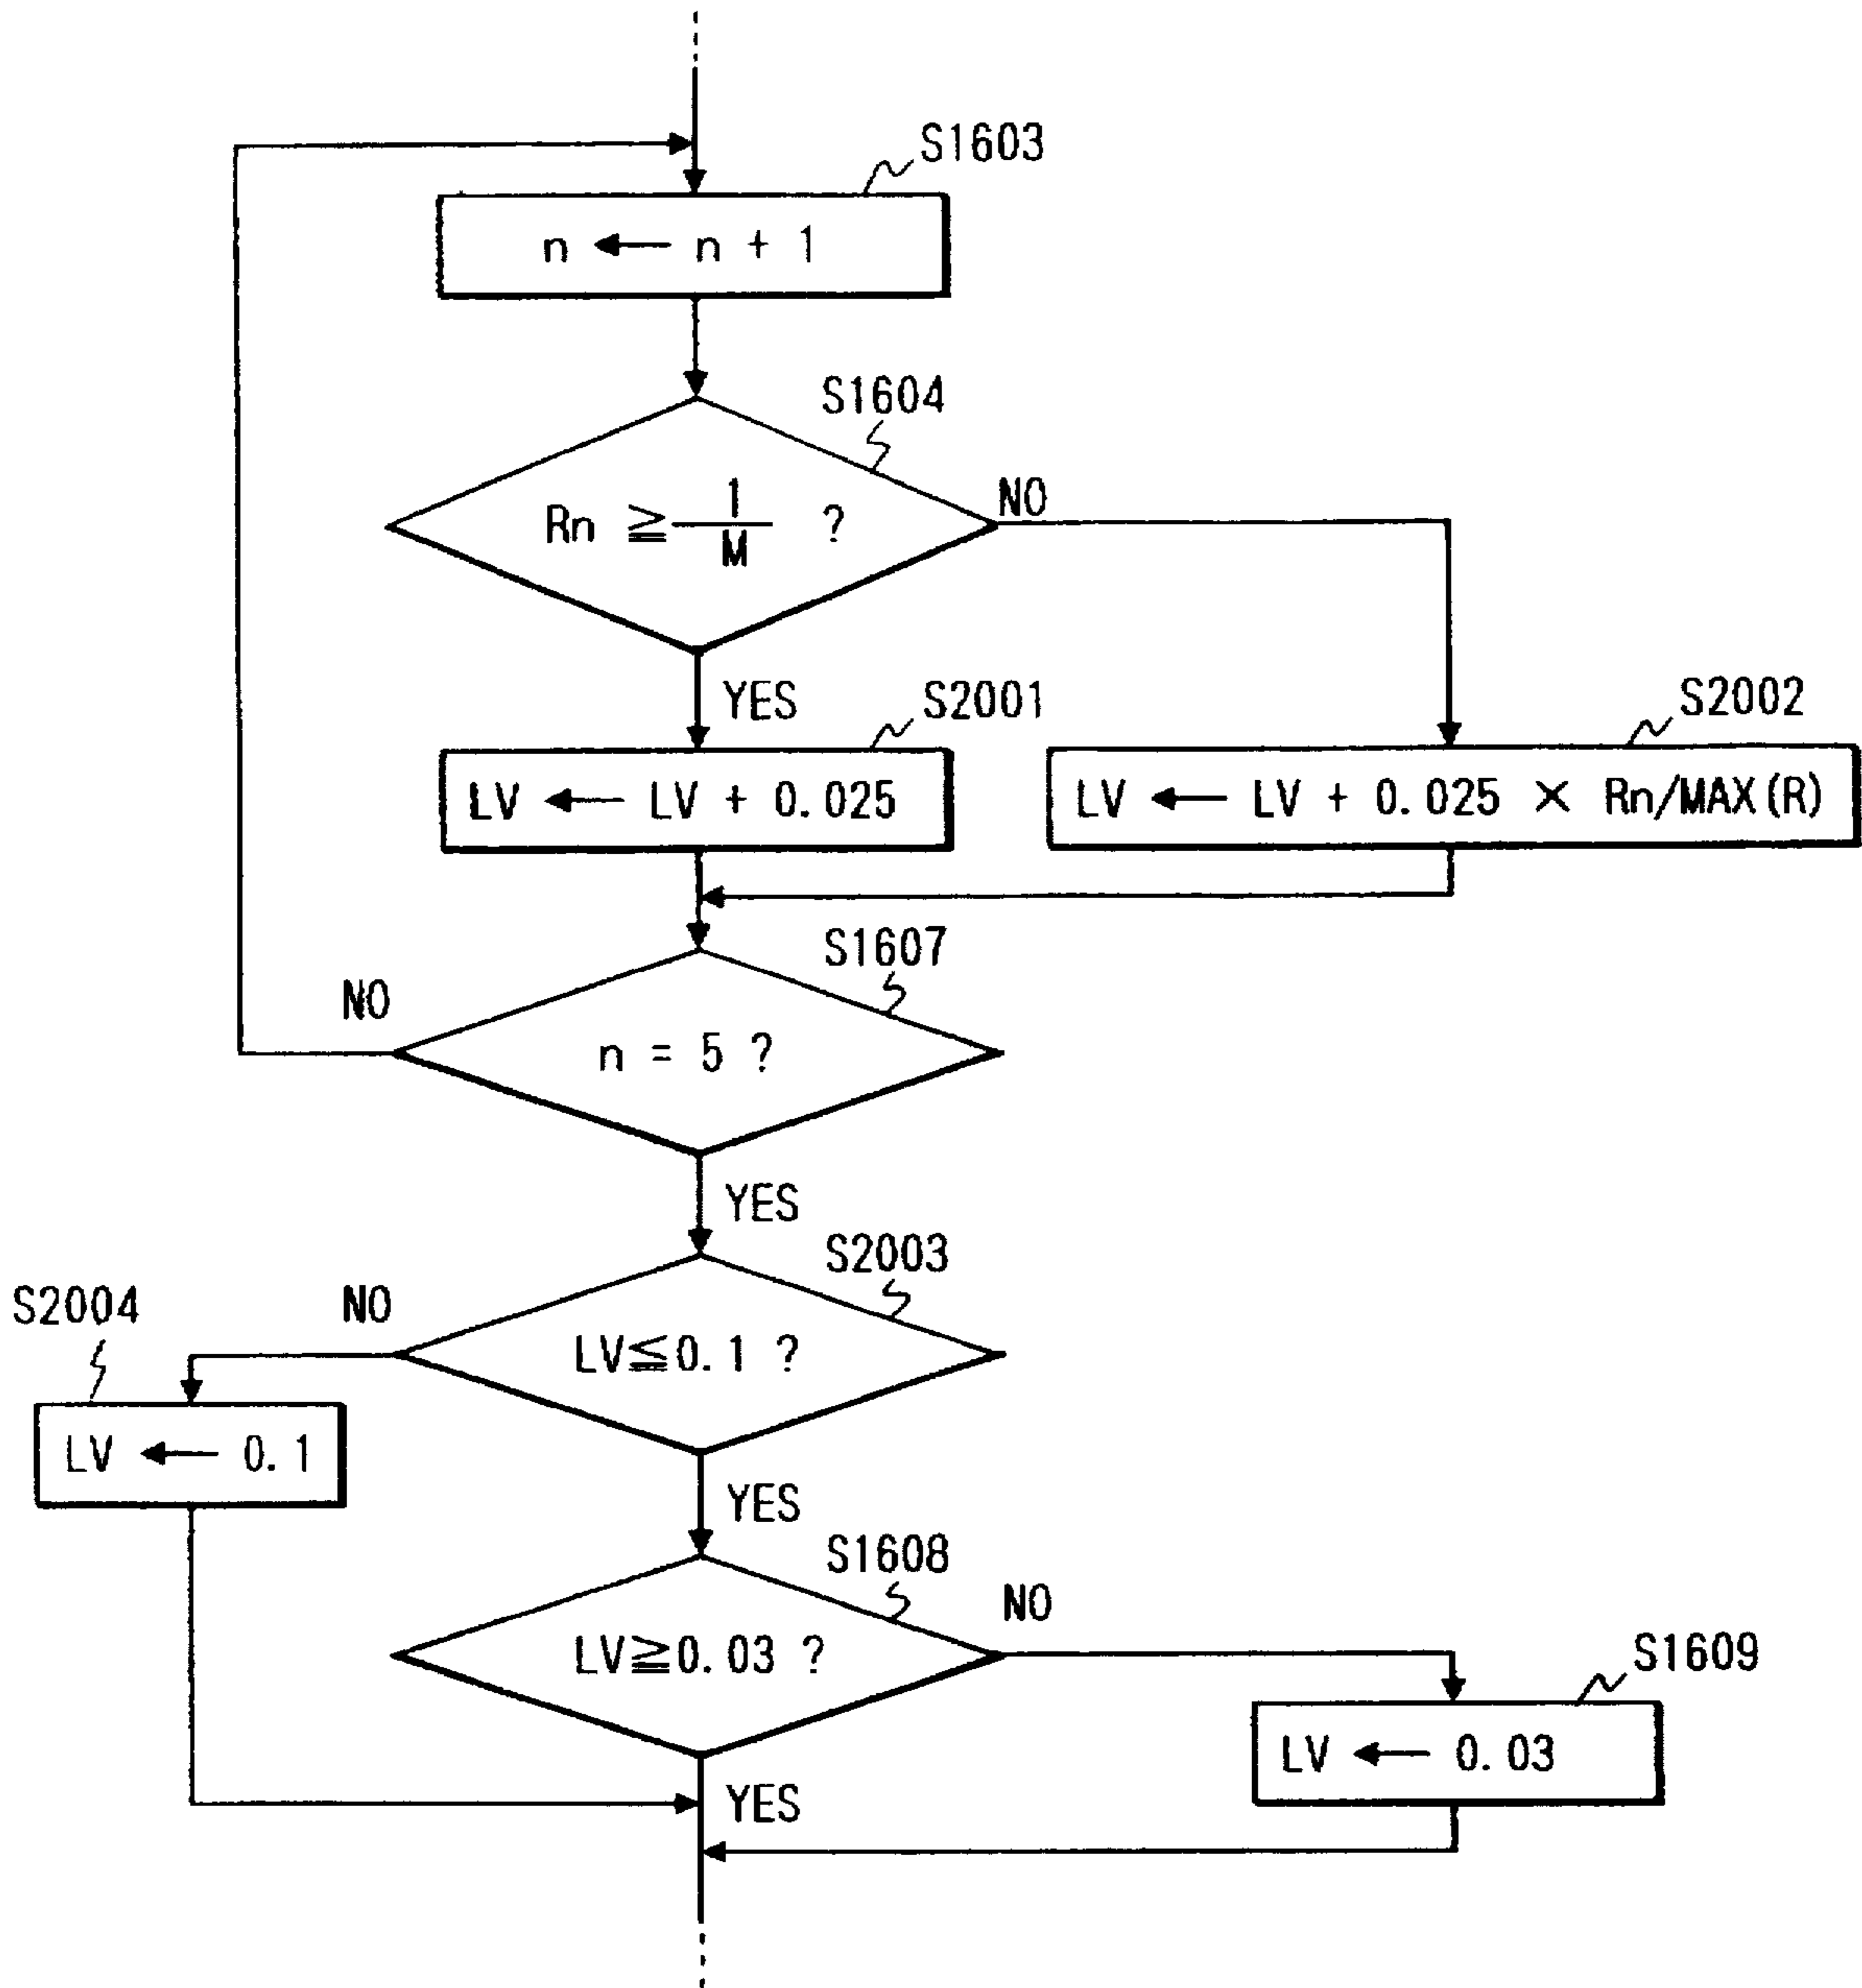 S1603
n ← n + 1
S1604
Rn ≧ 1/M ?
NO
YES
S2001
S2002
LV ← LV + 0.025
LV ← LV + 0.025 × Rn/MAX(R)
S1607
NO
n = 5 ?
YES
S2003
S2004
NO
LV≦0.1 ?
LV ← 0.1
YES
S1608
NO
LV≧0.03 ?
S1609
LV ← 0.03
YES